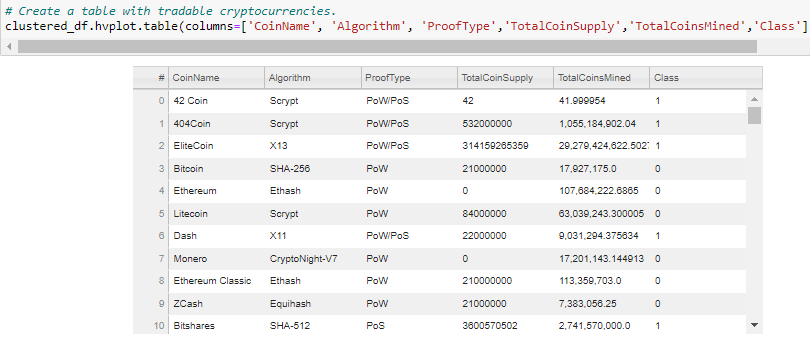 # Create a table with tradable cryptocurrencies.
clustered_df.hvplot.table(columns=['CoinName', 'Algorithm', 'ProofType','TotalCoinSupply','TotalCoinsMined','Class']
# CoinName Algorithm ProofType TotalCoinSupply TotalCoinsMined Class
0 42 Coin Scrypt PoW/PoS 42 41.999954 1
1 404Coin Scrypt PoW/PoS 532000000 1,055,184,902.04 1
2 EliteCoin X13 PoW/PoS 314159265359 29,279,424,622.502 1
3 Bitcoin SHA-256 PoW 21000000 17,927,175.0 0
4 Ethereum Ethash PoW 0 107,684,222.6865 0
5 Litecoin Scrypt PoW 84000000 63,039,243.300005 0
6 Dash X11 PoW/PoS 22000000 9,031,294.375634 1
7 Monero CryptoNight-V7 PoW 0 17,201,143.144913 0
8 Ethereum Classic Ethash PoW 210000000 113,359,703.0 0
9 ZCash Equihash PoW 21000000 7,383,056.25 0
10 Bitshares SHA-512 PoS 3600570502 2,741,570,000.0 1